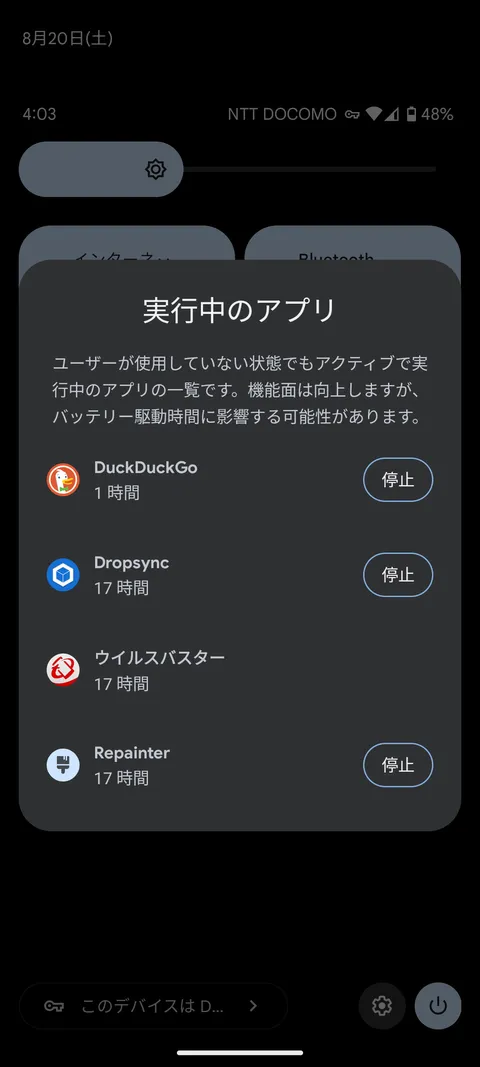 8月20日(土)
4:03 NTT DOCOMO 48%
Bluetooth
実行中のアプリ
ユーザーが使用していない状態でもアクティブで実
行中のアプリの一覧です。機能面は向上しますが、
バッテリー駆動時間に影響する可能性があります。
DuckDuckGo
1 時間
停止
Dropsync
17 時間
停止
ウイルスバスター
17 時間
Repainter
17 時間
停止
このデバイスは D...